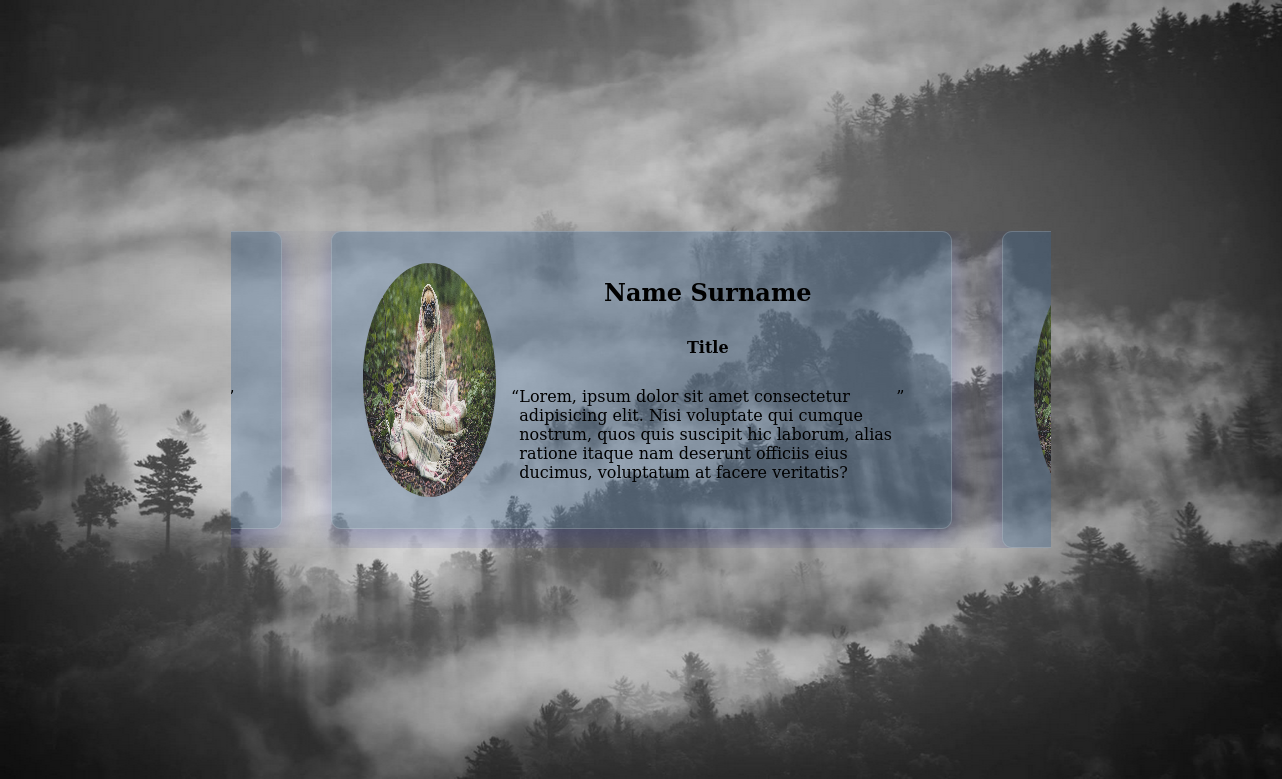 Name Surname
Title
”
“Lorem, ipsum dolor sit amet consectetur ”
adipisicing elit. Nisi voluptate qui cumque
nostrum, quos quis suscipit hic laborum, alias
ratione itaque nam deserunt officiis eius
ducimus, voluptatum at facere veritatis?